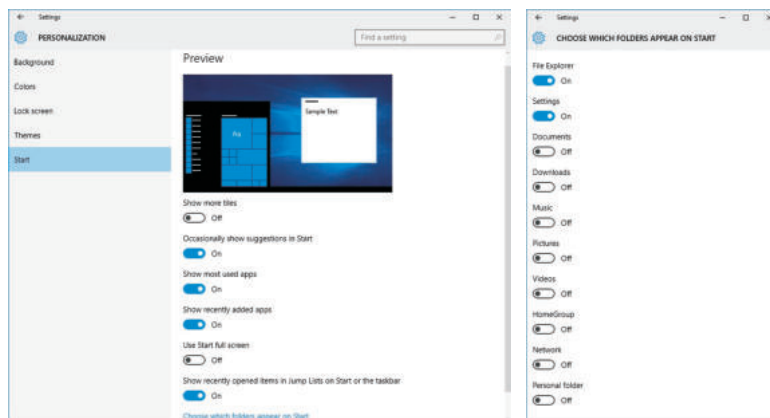 Settings
PERSONALIZATION
Find a setting
Background
Colors
Lock screen
Themes
Start
Preview
Sample Text
Aa
Show more tiles
Off
Occasionally show suggestions in Start
On
Show most used apps
On
Show recently added apps
On
Use Start full screen
Off
Show recently opened items in Jump Lists on Start or the taskbar
On
Choose which folders appear on Start
Settings
CHOOSE WHICH FOLDERS APPEAR ON START
File Explorer
On
Settings
On
Documents
Off
Downloads
Off
Music
Off
Pictures
Off
Videos
Off
HomeGroup
Off
Network
Off
Personal folder
Off